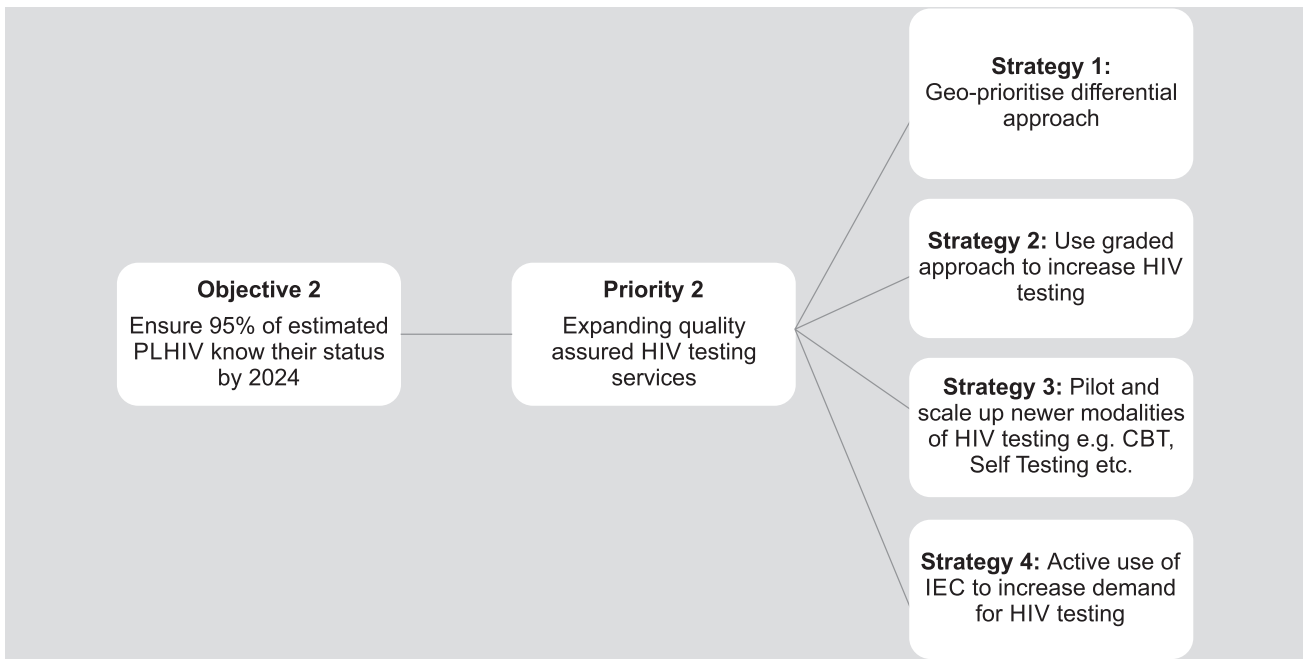 Objective 2
Ensure 95% of estimated
PLHIV know their status
by 2024
Priority 2
Expanding quality
assured HIV testing
services
Strategy 1:
Geo-prioritise differential
approach
Strategy 2: Use graded
approach to increase HIV
testing
Strategy 3: Pilot and
scale up newer modalities
of HIV testing e.g. CBT,
Self Testing etc.
Strategy 4: Active use of
IEC to increase demand
for HIV testing